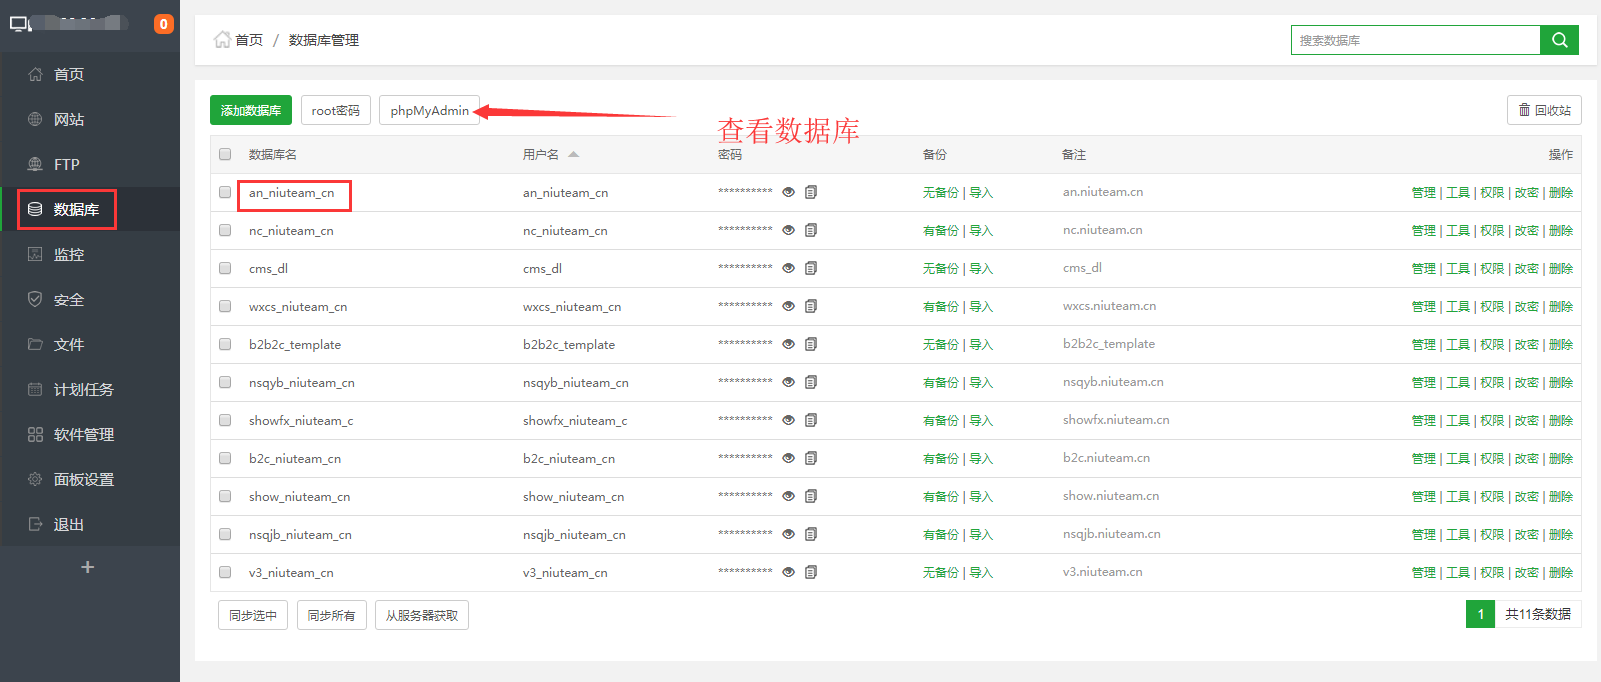 0
首页
网站
FTP
数据库
监控
安全
文件
计划任务
软件管理
面板设置
退出
+
首页 / 数据库管理
搜索数据库
添加数据库 root密码 phpMyAdmin 回收站
查看数据库
数据库名 用户名 密码 备份 备注 操作
an_niuteam_cn an_niuteam_cn ********** 无备份 | 导入 an.niuteam.cn 管理 | 工具 | 权限 | 改密 | 删除
nc_niuteam_cn nc_niuteam_cn ********** 有备份 | 导入 nc.niuteam.cn 管理 | 工具 | 权限 | 改密 | 删除
cms_dl cms_dl ********** 无备份 | 导入 cms_dl 管理 | 工具 | 权限 | 改密 | 删除
wxcs_niuteam_cn wxcs_niuteam_cn ********** 有备份 | 导入 wxcs.niuteam.cn 管理 | 工具 | 权限 | 改密 | 删除
b2b2c_template b2b2c_template ********** 无备份 | 导入 b2b2c_template 管理 | 工具 | 权限 | 改密 | 删除
nsqyb_niuteam_cn nsqyb_niuteam_cn ********** 有备份 | 导入 nsqyb.niuteam.cn 管理 | 工具 | 权限 | 改密 | 删除
showfx_niuteam_c showfx_niuteam_c ********** 有备份 | 导入 showfx.niuteam.cn 管理 | 工具 | 权限 | 改密 | 删除
b2c_niuteam_cn b2c_niuteam_cn ********** 有备份 | 导入 b2c.niuteam.cn 管理 | 工具 | 权限 | 改密 | 删除
show_niuteam_cn show_niuteam_cn ********** 有备份 | 导入 show.niuteam.cn 管理 | 工具 | 权限 | 改密 | 删除
nsqjb_niuteam_cn nsqjb_niuteam_cn ********** 有备份 | 导入 nsqjb.niuteam.cn 管理 | 工具 | 权限 | 改密 | 删除
v3_niuteam_cn v3_niuteam_cn ********** 无备份 | 导入 v3.niuteam.cn 管理 | 工具 | 权限 | 改密 | 删除
同步选中 同步所有 从服务器获取 1 共11条数据